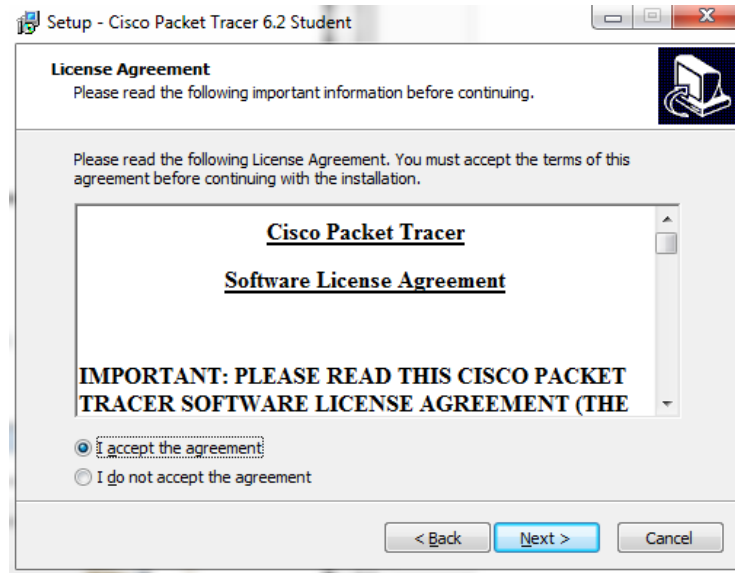 Setup - Cisco Packet Tracer 6.2 Student
License Agreement
Please read the following important information before continuing.
Please read the following License Agreement. You must accept the terms of this
agreement before continuing with the installation.
Cisco Packet Tracer
Software License Agreement
IMPORTANT: PLEASE READ THIS CISCO PACKET
TRACER SOFTWARE LICENSE AGREEMENT (THE
I accept the agreement
I do not accept the agreement
< Back Next > Cancel